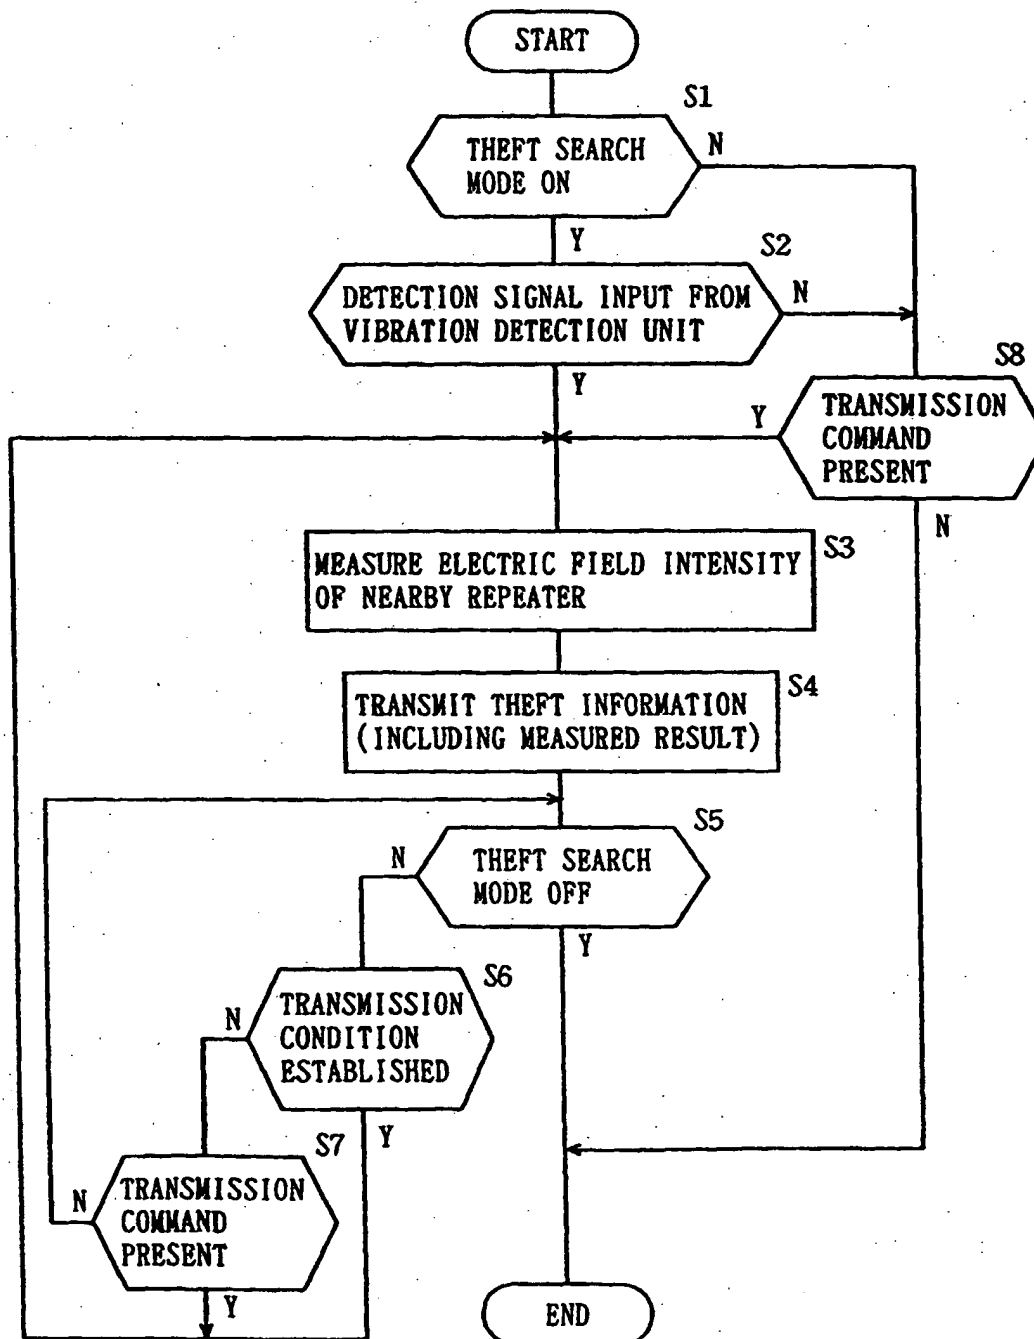 START
S1
THEFT SEARCH
MODE ON
N
Y
S2
DETECTION SIGNAL INPUT FROM
VIBRATION DETECTION UNIT
N
Y
S8
TRANSMISSION
COMMAND
PRESENT
Y
N
S3
MEASURE ELECTRIC FIELD INTENSITY
OF NEARBY REPEATER
S4
TRANSMIT THEFT INFORMATION
(INCLUDING MEASURED RESULT)
S5
THEFT SEARCH
MODE OFF
N
Y
S6
TRANSMISSION
CONDITION
ESTABLISHED
N
Y
S7
TRANSMISSION
COMMAND
PRESENT
N
Y
END